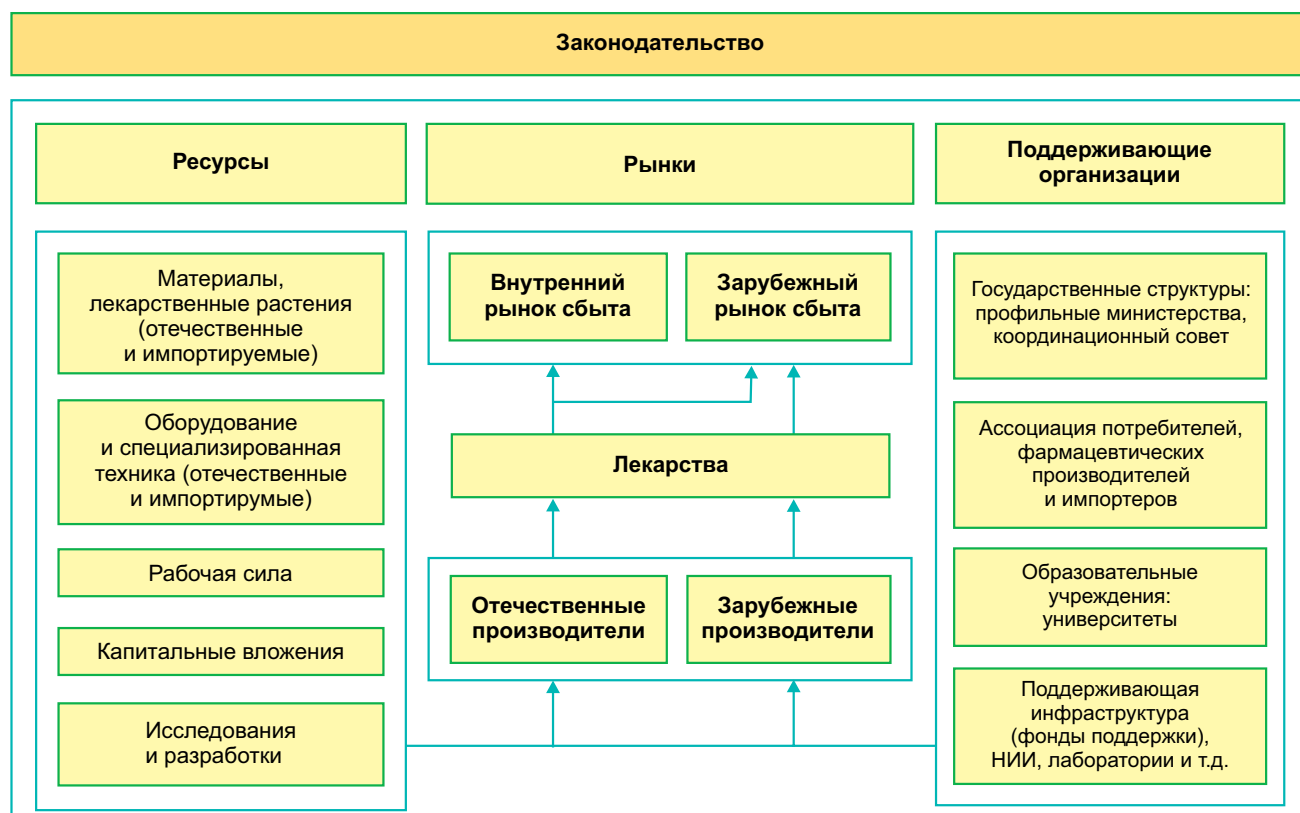 Законодательство
Ресурсы
Рынки
Поддерживающие
организации
Материалы,
лекарственные растения
(отечественные
и импортируемые)
Оборудование
и специализированная
техника (отечественные
и импортирумые)
Рабочая сила
Капитальные вложения
Исследования
и разработки
Внутренний
рынок сбыта
Зарубежный
рынок сбыта
Лекарства
Отечественные
производители
Зарубежные
производители
Государственные структуры:
профильные министерства,
координационный совет
Ассоциация потребителей,
фармацевтических
производителей
и импортеров
Образовательные
учреждения:
университеты
Поддерживающая
инфраструктура
(фонды поддержки),
НИИ, лаборатории и т.д.